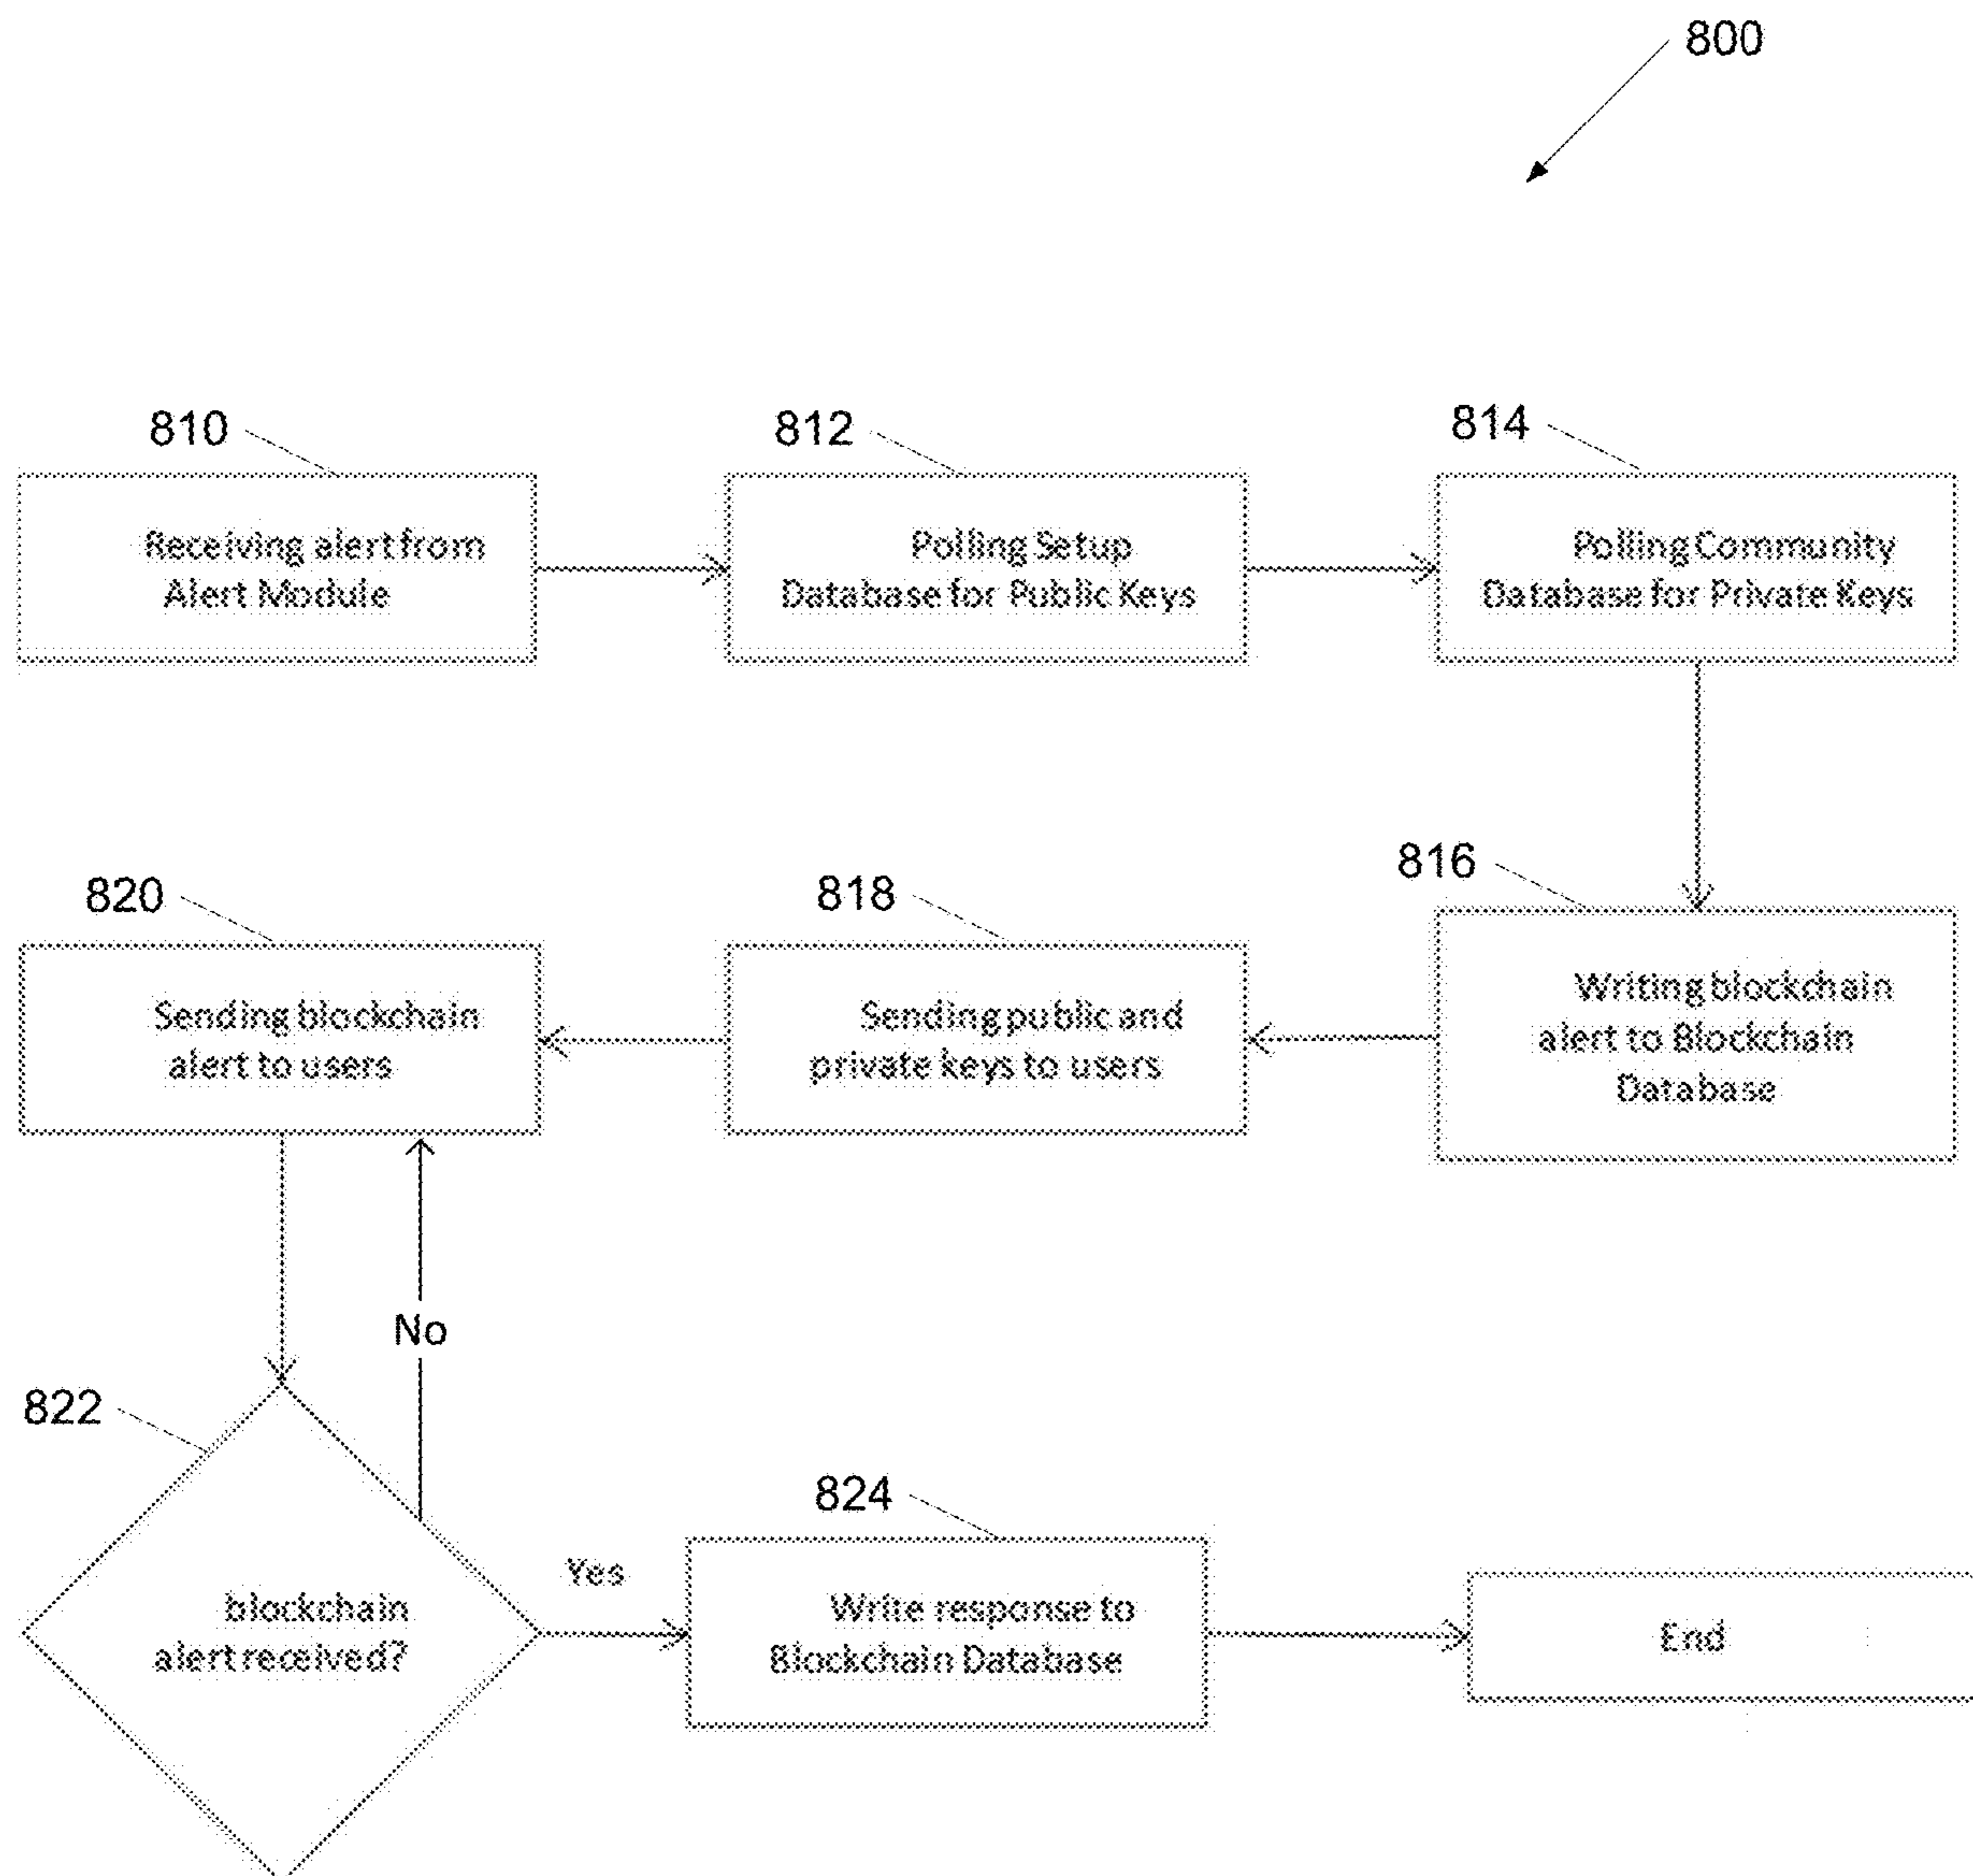 800
810
812
814
Receiving alert from
Alert Module
Polling Setup
Database for Public Keys
Polling Community
Database for Private Keys
820
818
816
Sending blockchain
alert to users
Sending public and
private keys to users
Writing blockchain
alert to Blockchain
Database
No
822
824
blockchain
alert received?
Yes
Write response to
Blockchain Database
End